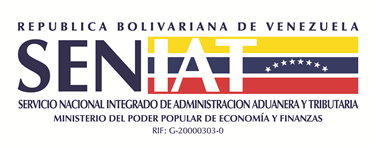 REPUBLICA BOLIVARIANA DE VENEZUELA
SENIAT
SERVICIO NACIONAL INTEGRADO DE ADMINISTRACION ADUANERA Y TRIBUTARIA
MINISTERIO DEL PODER POPULAR DE ECONOMÍA Y FINANZAS
RIF: G-20000303-0